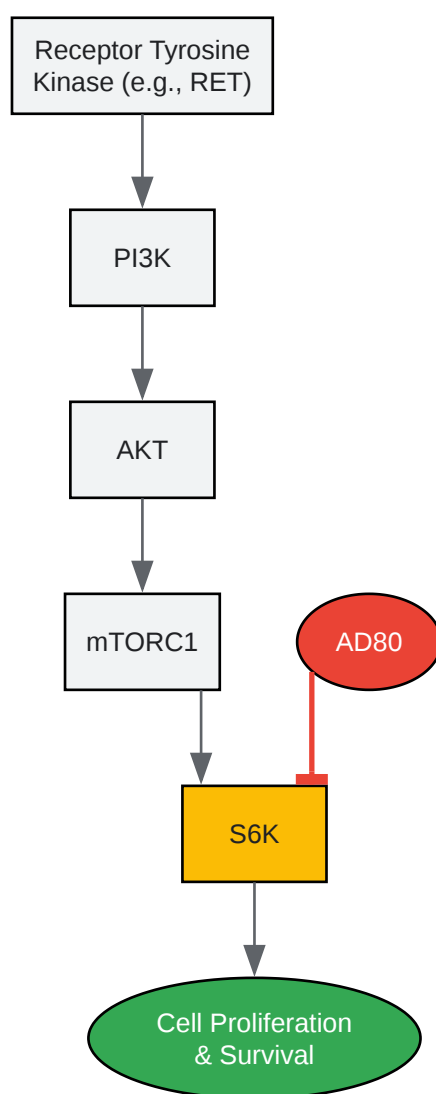 Receptor Tyrosine
Kinase (e.g., RET)
PI3K
AKT
mTORC1
AD80
S6K
Cell Proliferation
& Survival